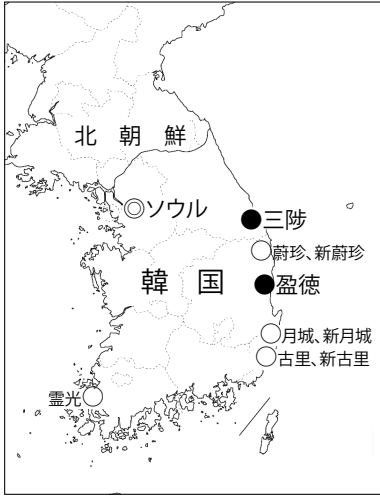 北朝鮮
ソウル
三陟
蔚珍、新蔚珍
韓国
盈徳
月城、新月城
古里、新古里
霊光